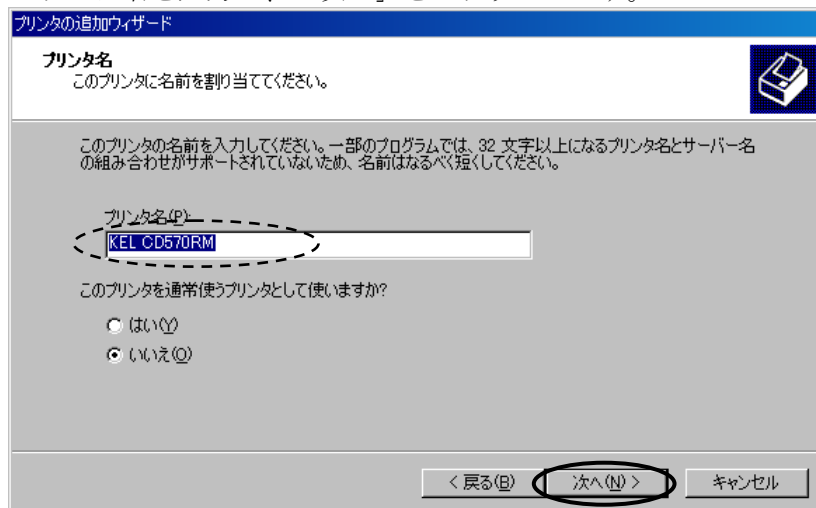 プリンタの追加ウィザード
プリンタ名
このプリンタに名前を割り当ててください。
このプリンタの名前を入力してください。一部のプログラムでは、32 文字以上になるプリンタ名とサーバー名
の組み合わせがサポートされていないため、名前はなるべく短くしてください。
プリンタ名(P):
KEL CD570RM
このプリンタを通常使うプリンタとして使いますか?
はい(Y)
いいえ(O)
< 戻る(B)
次へ(N) >
キャンセル